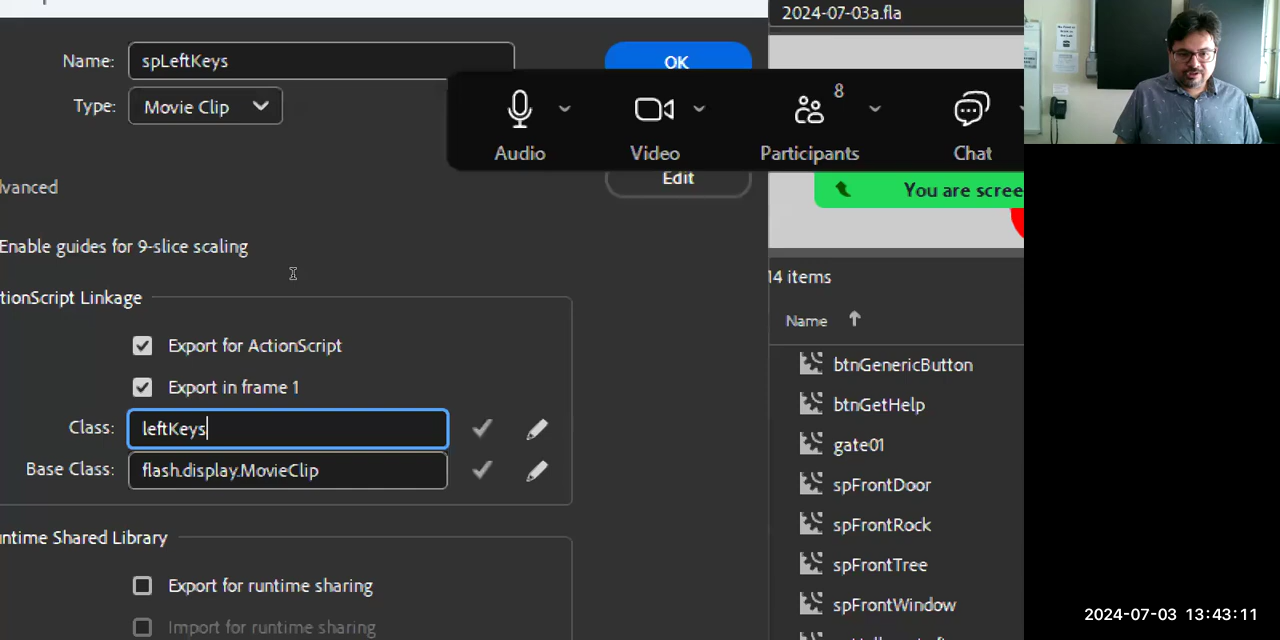 Name: spLeftKeys
OK
Type: Movie Clip
8
Audio
Video
Participants
Chat
Edit
dvanced
You are scree
Enable guides for 9-slice scaling
ctionScript Linkage
Export for ActionScript
Export in frame 1
Class: leftKeys
Base Class: flash.display.MovieClip
untime Shared Library
Export for runtime sharing
Import for runtime sharing
2024-07-03a.fla
14 items
Name
btnGenericButton
btnGetHelp
gate01
spFrontDoor
spFrontRock
spFrontTree
spFrontWindow
2024-07-03 13:43:11